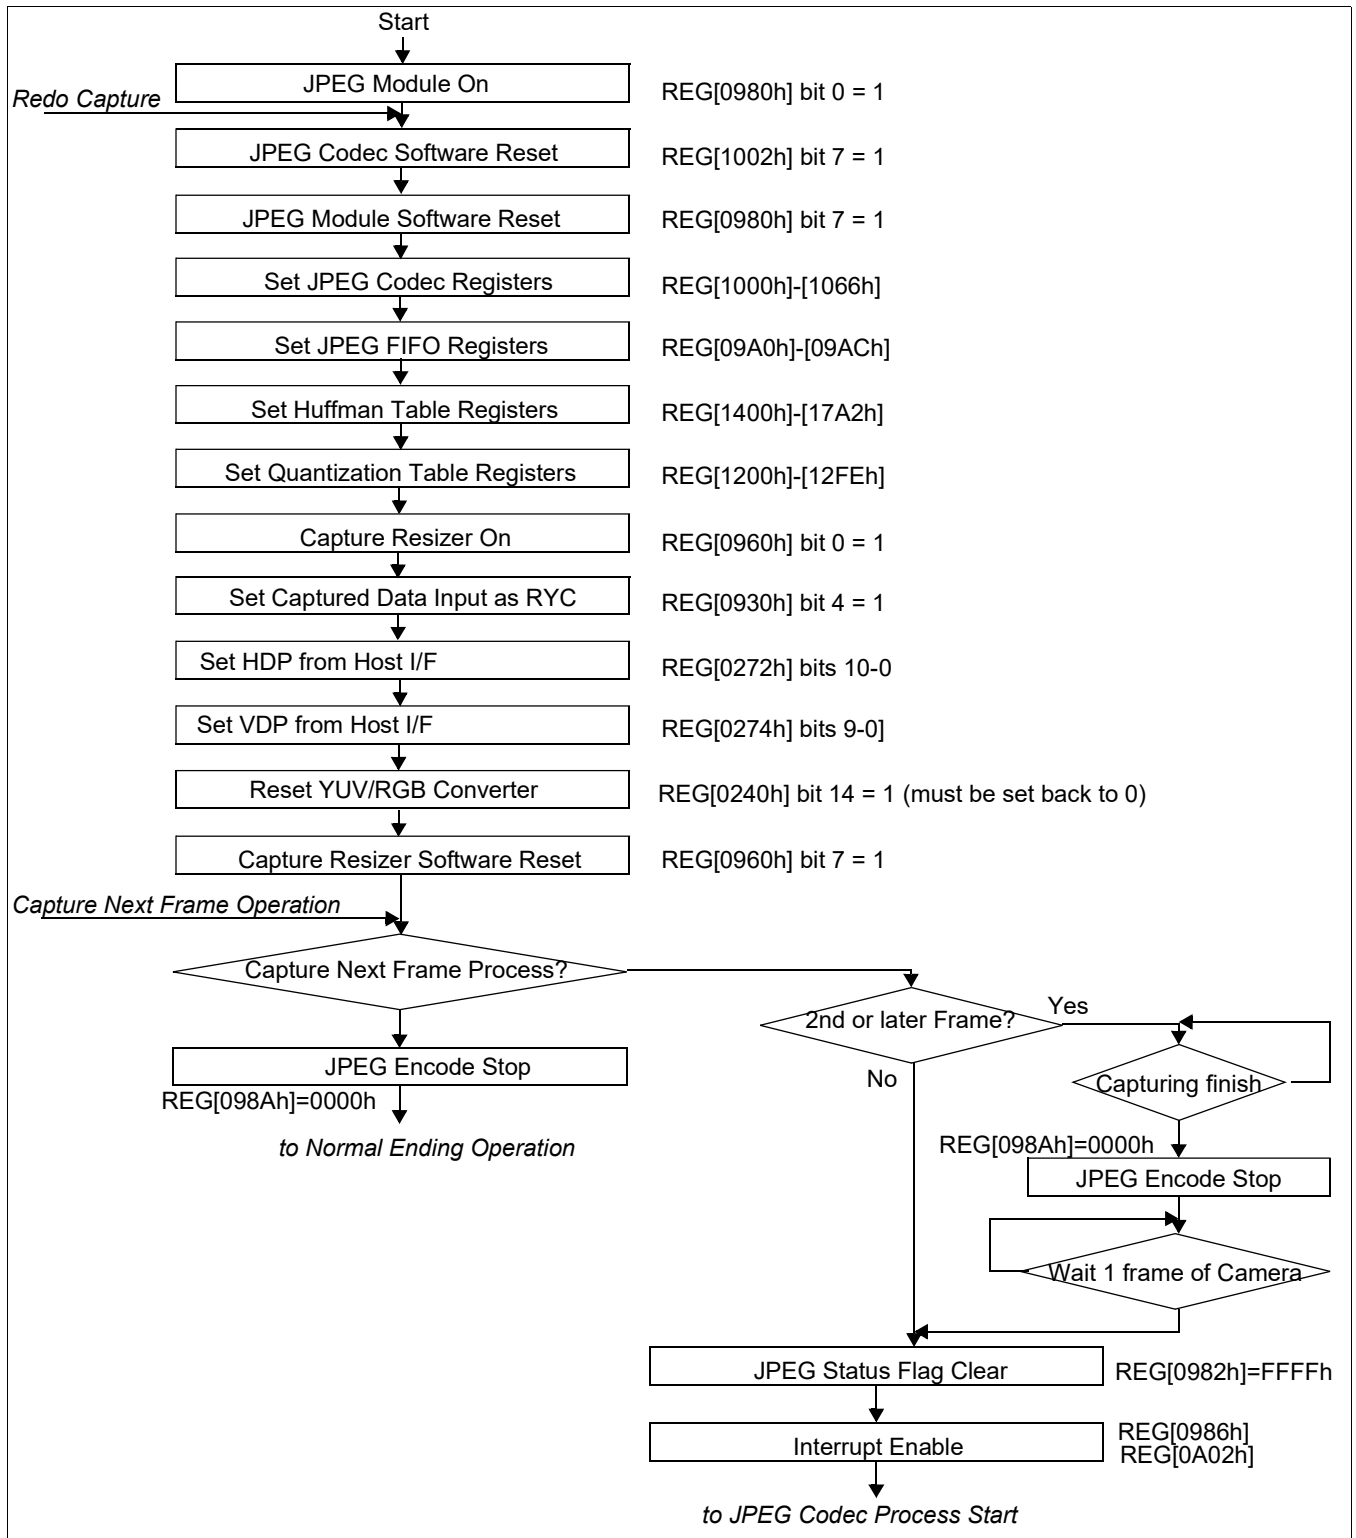 Start
JPEG Module On
REG[0980h] bit 0 = 1
Redo Capture
JPEG Codec Software Reset
REG[1002h] bit 7 = 1
JPEG Module Software Reset
REG[0980h] bit 7 = 1
Set JPEG Codec Registers
REG[1000h]-[1066h]
Set JPEG FIFO Registers
REG[09A0h]-[09ACh]
Set Huffman Table Registers
REG[1400h]-[17A2h]
Set Quantization Table Registers
REG[1200h]-[12FEh]
Capture Resizer On
REG[0960h] bit 0 = 1
Set Captured Data Input as RYC
REG[0930h] bit 4 = 1
Set HDP from Host I/F
REG[0272h] bits 10-0
Set VDP from Host I/F
REG[0274h] bits 9-0]
Reset YUV/RGB Converter
REG[0240h] bit 14 = 1 (must be set back to 0)
Capture Resizer Software Reset
REG[0960h] bit 7 = 1
Capture Next Frame Operation
Capture Next Frame Process?
2nd or later Frame?
Yes
No
Capturing finish
JPEG Encode Stop
REG[098Ah]=0000h
to Normal Ending Operation
REG[098Ah]=0000h
JPEG Encode Stop
Wait 1 frame of Camera
JPEG Status Flag Clear
REG[0982h]=FFFFh
Interrupt Enable
REG[0986h]
REG[0A02h]
to JPEG Codec Process Start